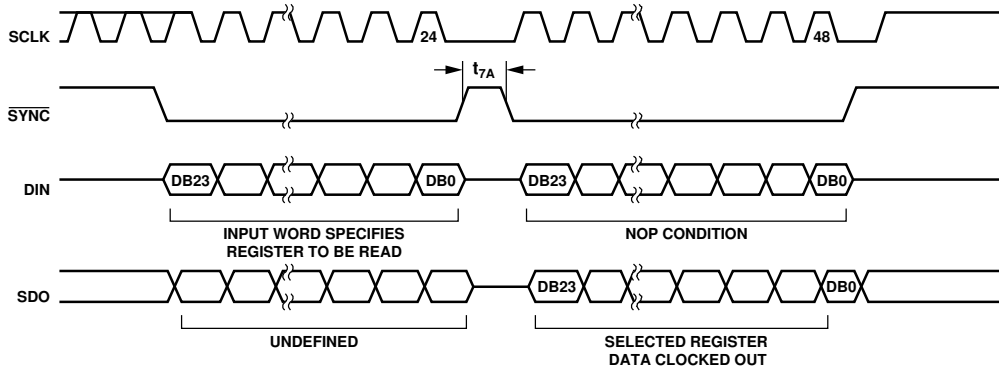 SCLK
24
48
t7A
SYNC
DIN
DB23
DB0
DB23
DB0
INPUT WORD SPECIFIES
REGISTER TO BE READ
NOP CONDITION
SDO
DB23
DB0
UNDEFINED
SELECTED REGISTER
DATA CLOCKED OUT